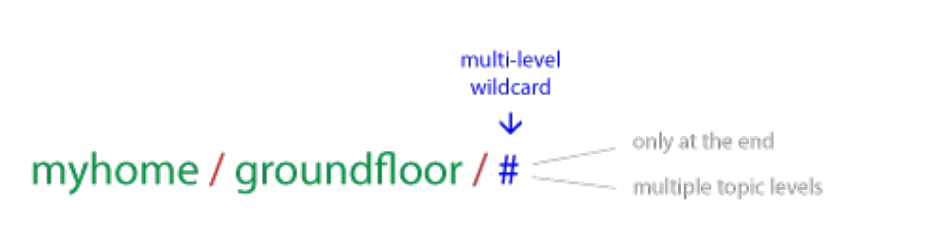 multi-level
wildcard
myhome / groundfloor / #
only at the end
multiple topic levels